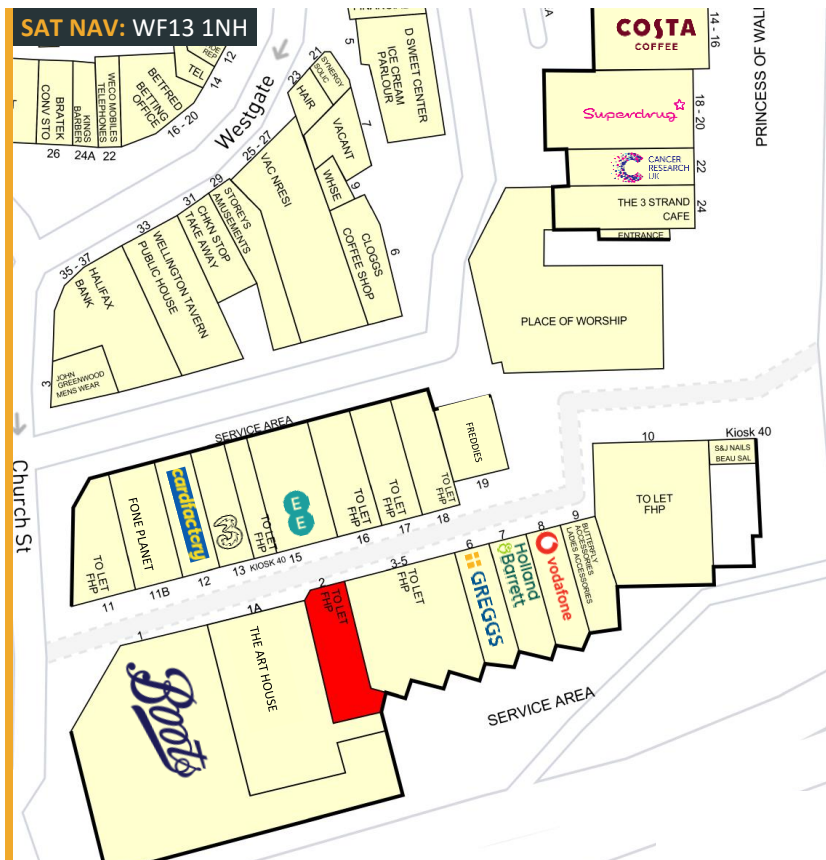 SAT NAV: WF13 1NH
FINANCIAL
5
D SWEET CENTER
ICE CREAM
PARLOUR
COSTA
COFFEE
14 - 16
PRINCESS OF WAL
Superdrug
18 - 20
CANCER
RESEARCH
UK
22
THE 3 STRAND
CAFE
24
ENTRANCE
PLACE OF WORSHIP
BRATEK
CONV STO
26
KINGS
BARBER
24A
WECO MOBILES
TELEPHONES
22
BETFRED
BETTING
OFFICE
16 - 20
TEL
14
12
REP
Westgate
21
SYNERGY
SOLIC
23
HAIR
VACANT
7
25 - 27
VAC NRESI
WHSE
9
CLOGGS
COFFEE SHOP
6
29
STOREYS
AMUSEMENTS
31
CHKN STOP
TAKE AWAY
33
WELLINGTON TAVERN
PUBLIC HOUSE
35 - 37
HALIFAX
BANK
3
JOHN
GREENWOOD
MENS WEAR
Church St
SERVICE AREA
TO LET
FHP
11
FONE PLANET
11B
cardfactory
12
3
13
TO LET
FHP
KIOSK 40
EE
15
TO LET
FHP
16
TO LET
FHP
17
TO LET
FHP
18
FREDDIES
19
10
TO LET
FHP
Kiosk 40
S&J NAILS
BEAU SAL
1
Boots
1A
THE ART HOUSE
2
TO LET
FHP
3-5
TO LET
FHP
6
GREGGS
7
Holland
& Barrett
8
vodafone
9
BUTTERFLY
ACCESSORIES
LADIES ACCESSORIES
SERVICE AREA